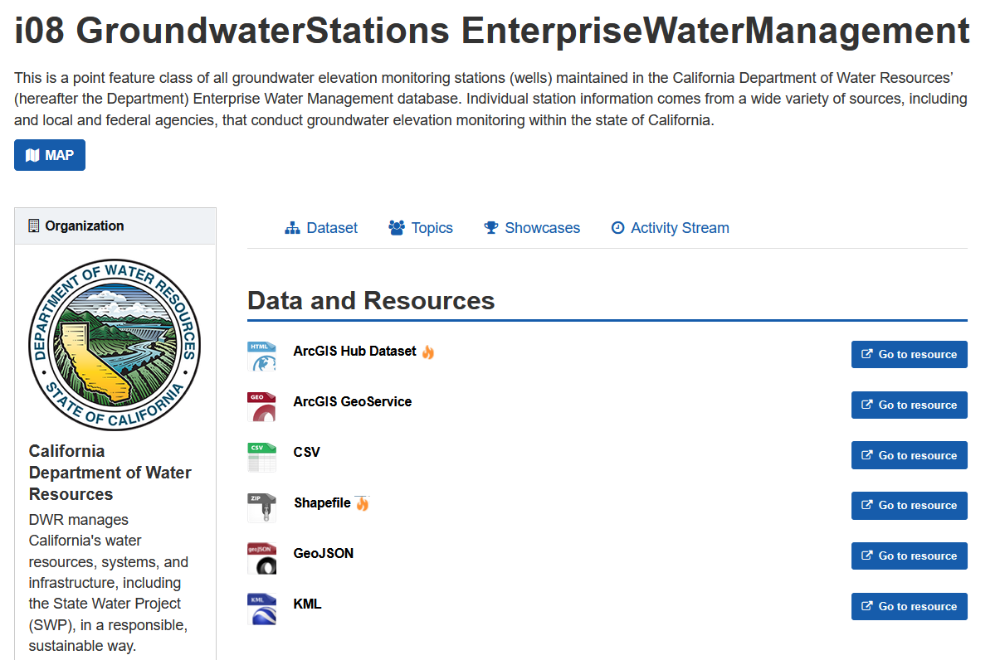 i08 GroundwaterStations EnterpriseWaterManagement
This is a point feature class of all groundwater elevation monitoring stations (wells) maintained in the California Department of Water Resources’
(hereafter the Department) Enterprise Water Management database. Individual station information comes from a wide variety of sources, including
and local and federal agencies, that conduct groundwater elevation monitoring within the state of California.
MAP
Organization
DEPARTMENT OF WATER RESOURCES
STATE OF CALIFORNIA
California
Department of Water
Resources
DWR manages
California's water
resources, systems, and
infrastructure, including
the State Water Project
(SWP), in a responsible,
sustainable way.
Dataset Topics Showcases Activity Stream
Data and Resources
HTML ArcGIS Hub Dataset Go to resource
GEO ArcGIS GeoService Go to resource
CSV CSV Go to resource
ZIP Shapefile Go to resource
geoJSON GeoJSON Go to resource
KML KML Go to resource